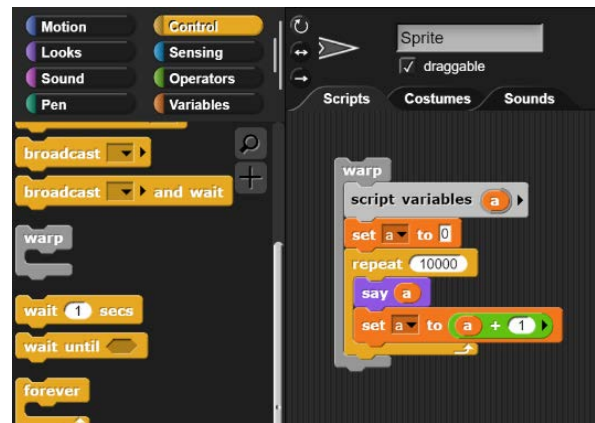 Motion Control
Looks Sensing
Sound Operators
Pen Variables
Sprite
draggable
Scripts Costumes Sounds
broadcast
broadcast and wait
warp
wait 1 secs
wait until
forever
warp
script variables a
set a to 0
repeat 10000
say a
set a to a + 1